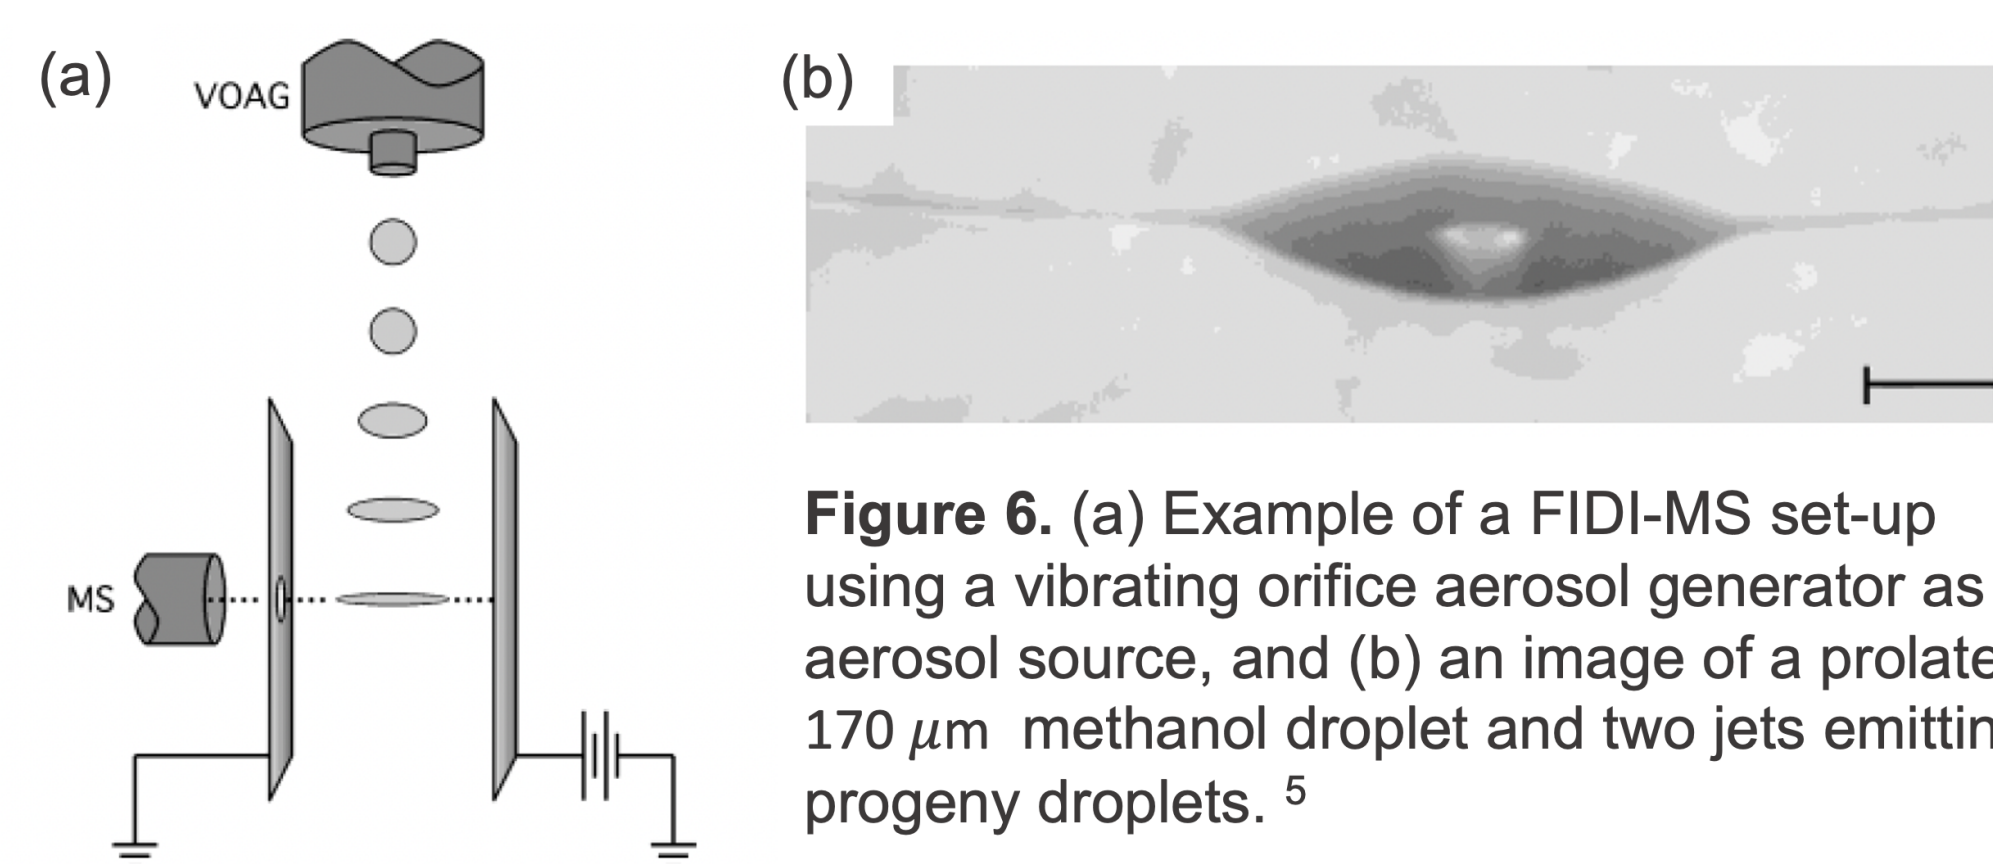 (a)
VOAG
MS
(b)
Figure 6. (a) Example of a FIDI-MS set-up
using a vibrating orifice aerosol generator as
aerosol source, and (b) an image of a prolate
170 μm methanol droplet and two jets emittin
progeny droplets. 5